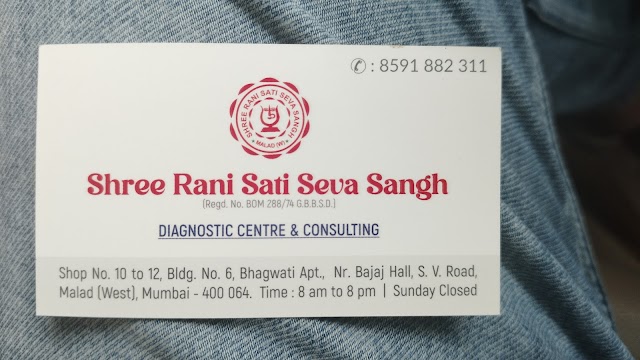 ✆ : 8591 882 311
SHREE RANI SATI SEVA SANGH
MALAD (W)
Shree Rani Sati Seva Sangh
(Regd. No. BOM 288/74 G.B.B.S.D.)
DIAGNOSTIC CENTRE & CONSULTING
Shop No. 10 to 12, Bldg. No. 6, Bhagwati Apt., Nr. Bajaj Hall, S. V. Road,
Malad (West), Mumbai - 400 064. Time : 8 am to 8 pm | Sunday Closed